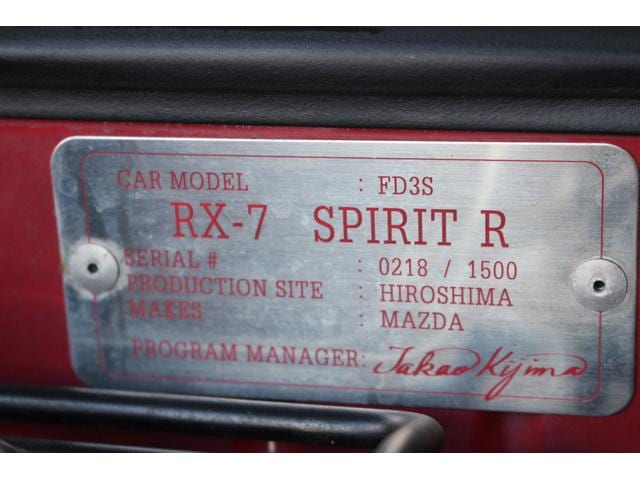 CAR MODEL : FD3S
RX-7 SPIRIT R
SERIAL # : 0218 / 1500
PRODUCTION SITE : HIROSHIMA
MAKES : MAZDA
PROGRAM MANAGER: Takao Kijima